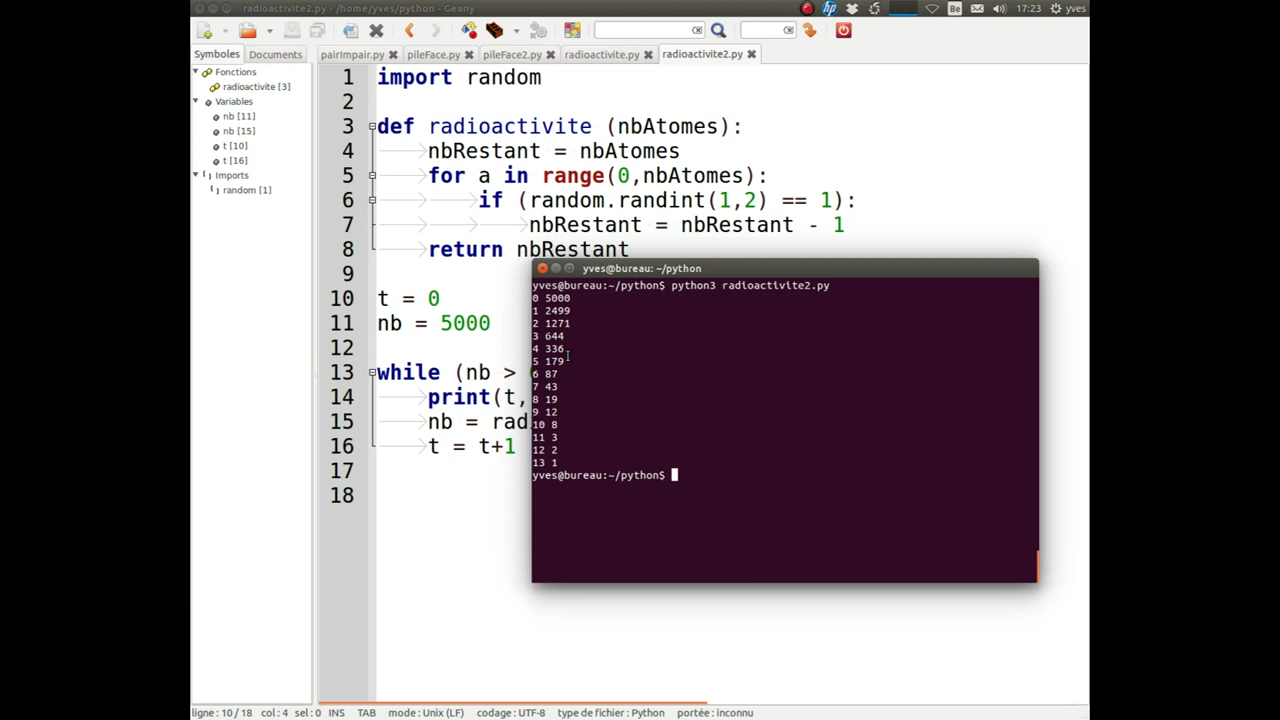 radioactivite2.py - /home/yves/python - Geany
Be
17:23
yves
Symboles
Documents
pairImpair.py
pileFace.py
pileFace2.py
radioactivite.py
radioactivite2.py
Fonctions
radioactivite [3]
Variables
nb [11]
nb [15]
t [10]
t [16]
Imports
random [1]
1 import random
2
3 def radioactivite (nbAtomes):
4 nbRestant = nbAtomes
5 for a in range(0,nbAtomes):
6 if (random.randint(1,2) == 1):
7 nbRestant = nbRestant - 1
8 return nbRestant
9
10 t = 0
11 nb = 5000
12
13 while (nb >
14 print(t,
15 nb = rad
16 t = t+1
17
18
yves@bureau: ~/python
yves@bureau:~/python$ python3 radioactivite2.py
0 5000
1 2499
2 1271
3 644
4 336
5 179
6 87
7 43
8 19
9 12
10 8
11 3
12 2
13 1
yves@bureau:~/python$
ligne : 10 / 18 col : 4 sel : 0 INS TAB mode : Unix (LF) codage : UTF-8 type de fichier : Python portée : inconnu